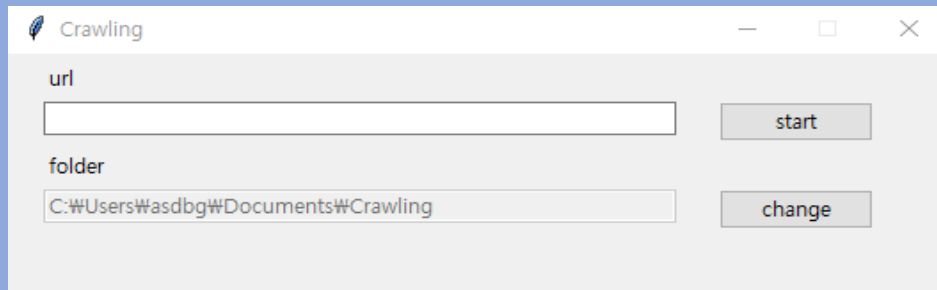 Crawling
url
start
folder
C:₩Users₩asdbg₩Documents₩Crawling
change